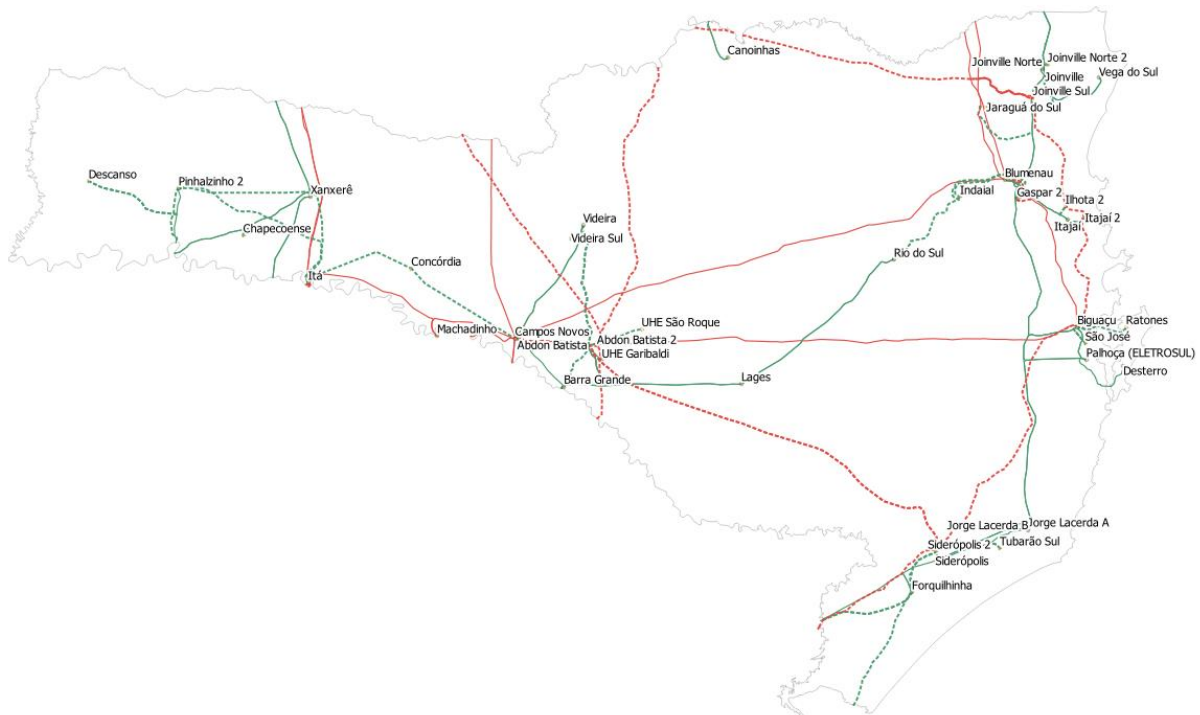 Canoinhas
Joinville Norte
Joinville Norte 2
Joinville
Vega do Sul
Joinville Sul
Jaraguá do Sul
Descanso
Pinhalzinho 2
Xanxerê
Blumenau
Indaial
Gaspar 2
Ilhota 2
Itajaí 2
Itajaí
Chapecoense
Videira
Videira Sul
Rio do Sul
Concórdia
Itá
Machadinho
Campos Novos
Abdon Batista
UHE São Roque
Abdon Batista 2
UHE Garibaldi
Biguaçu
Ratones
São José
Palhoça (ELETROSUL)
Desterro
Barra Grande
Lages
Jorge Lacerda B
Jorge Lacerda A
Tubarão Sul
Siderópolis 2
Siderópolis
Forquilhinha